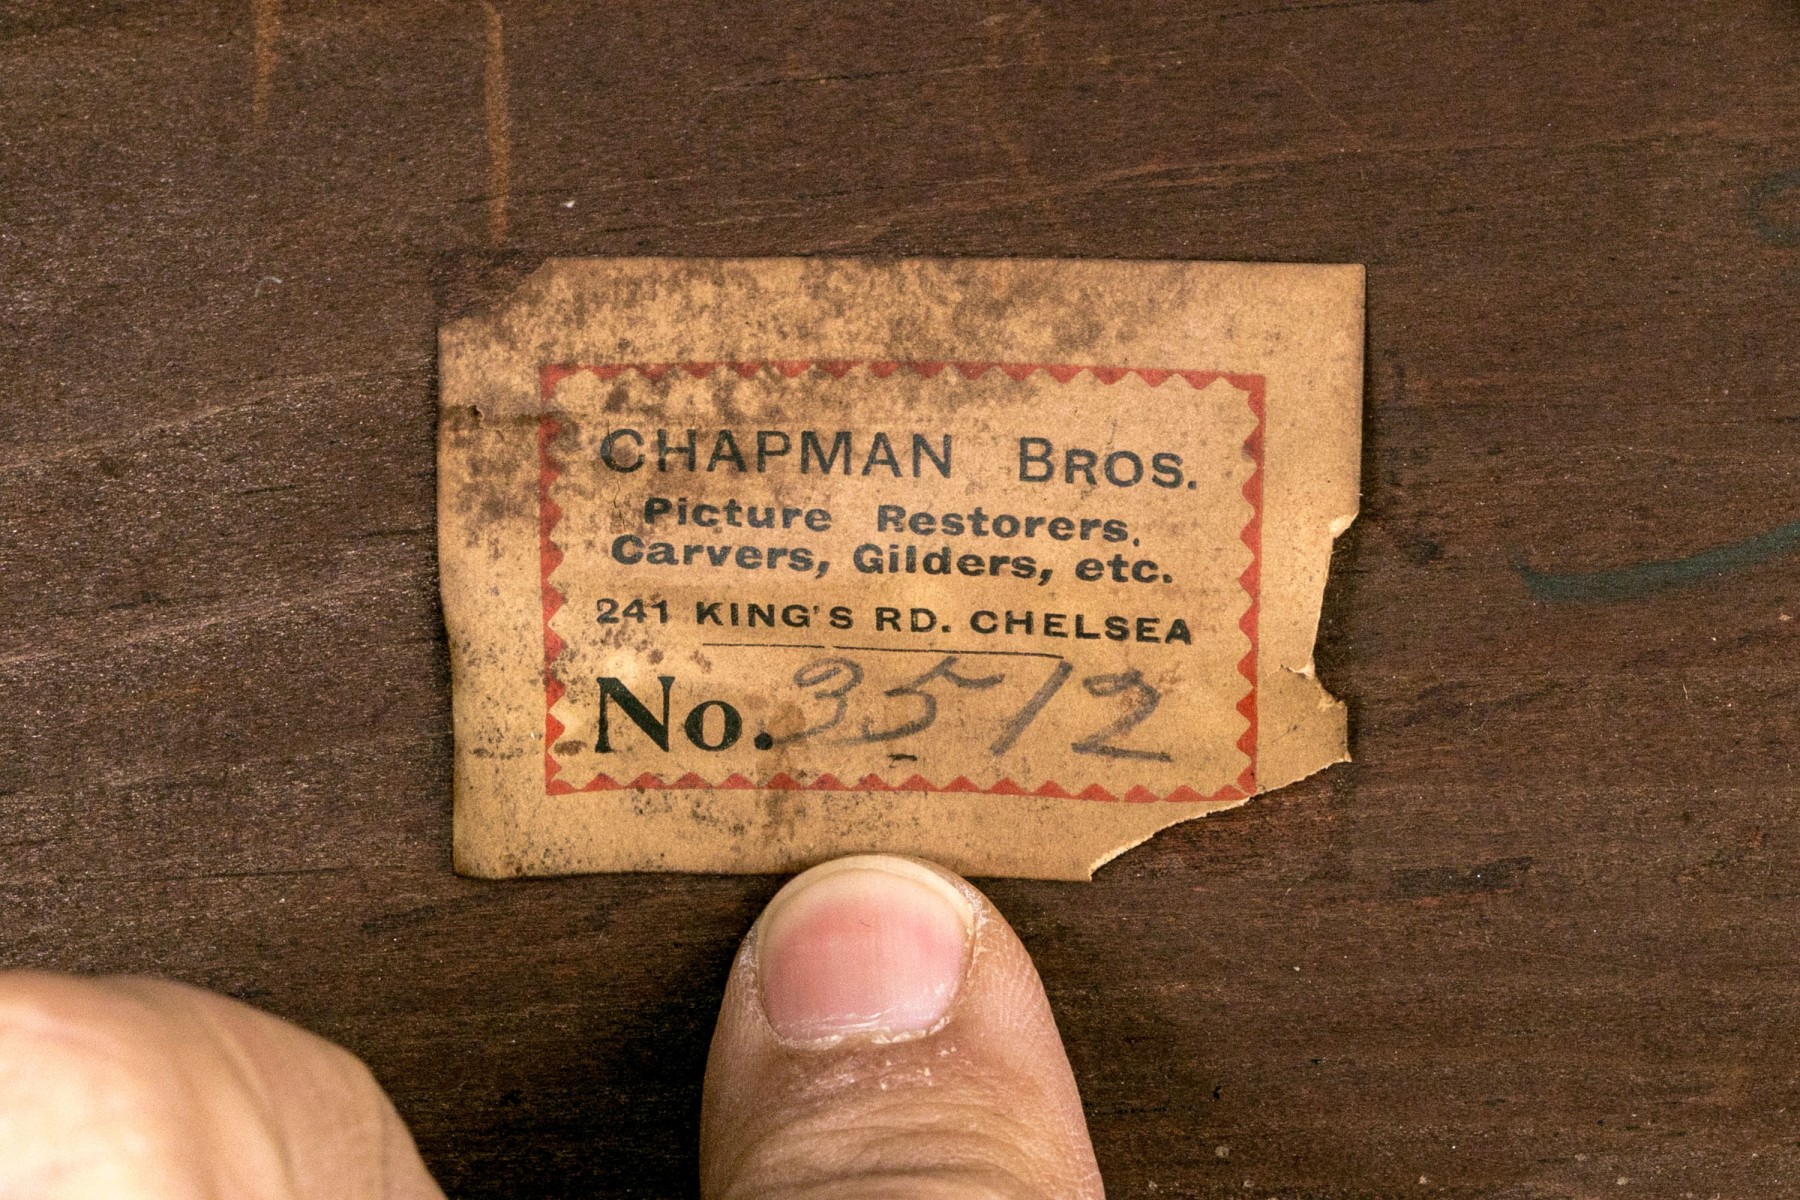 CHAPMAN BROS.
Picture Restorers,
Carvers, Gilders, etc.
241 KING'S RD. CHELSEA
No. 3512